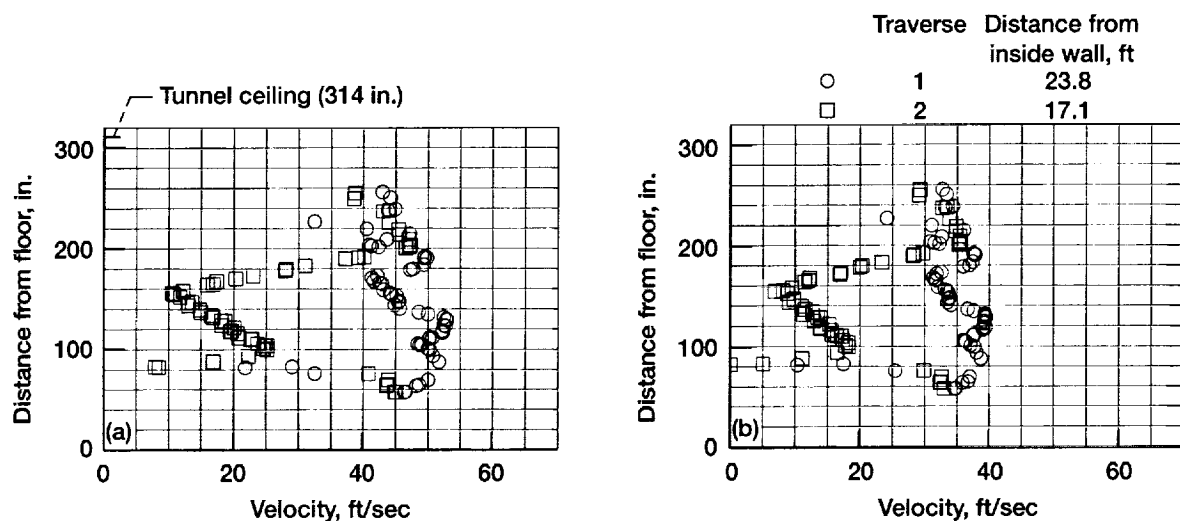 Traverse Distance from
inside wall, ft
1 23.8
2 17.1
Tunnel ceiling (314 in.)
300
200
100
0
Distance from floor, in.
(a)
0 20 40 60
Velocity, ft/sec
300
200
100
0
Distance from floor, in.
(b)
0 20 40 60
Velocity, ft/sec